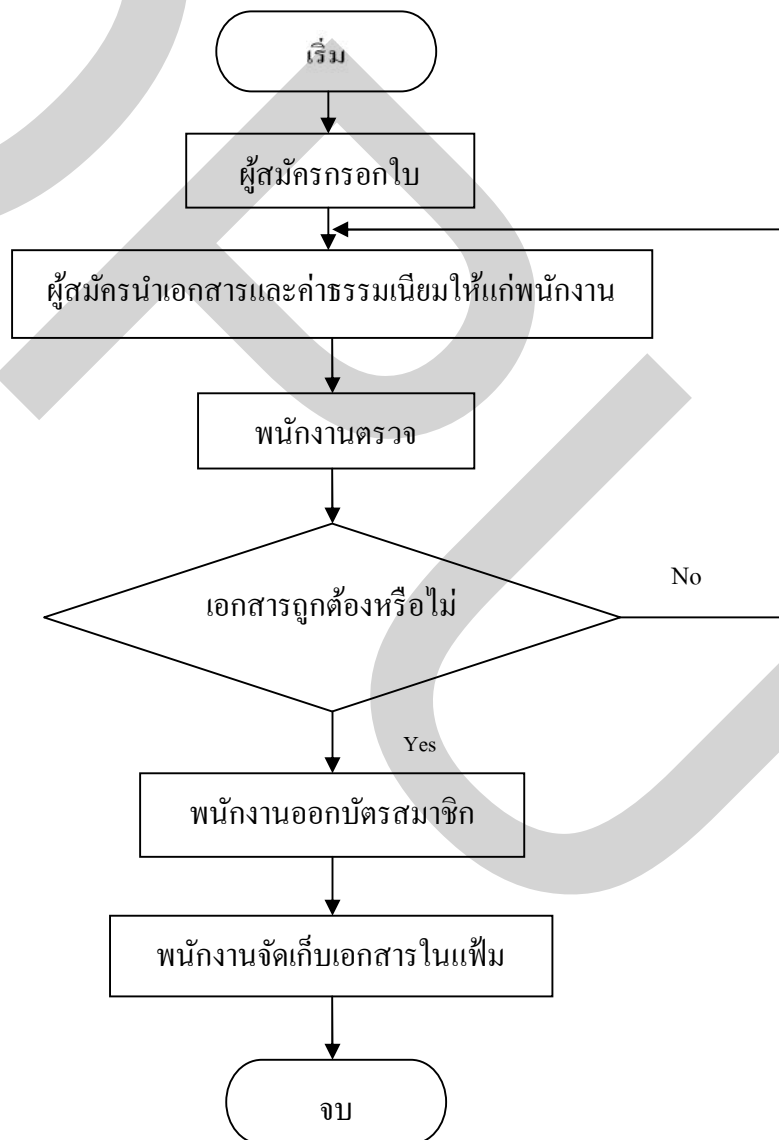 เริ่ม
ผู้สมัครกรอกใบ
ผู้สมัครนำเอกสารและค่าธรรมเนียมให้แก่พนักงาน
พนักงานตรวจ
เอกสารถูกต้องหรือไม่
No
Yes
พนักงานออกบัตรสมาชิก
พนักงานจัดเก็บเอกสารในแฟ้ม
จบ